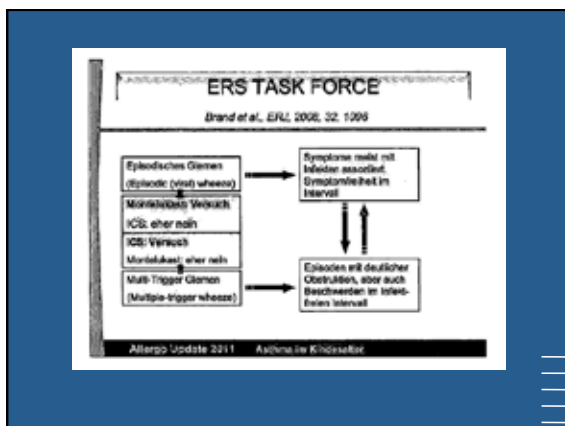 ERS TASK FORCE
Brand et al., ERJ, 2008, 32, 1096
Episodisches Giemen
(Episodic (viral) wheeze)
Montelukast: Versuch
ICS: eher nein
ICS: Versuch
Montelukast: eher nein
Multi-Trigger Giemen
(Multiple-trigger wheeze)
Symptome meist mit
Infekten assoziiert.
Symptomfreiheit im
Intervall
Episoden mit deutlicher
Obstruktion, aber auch
Beschwerden im Infekt-
freien Intervall
Allergo Update 2011 Asthma im Kindesalter